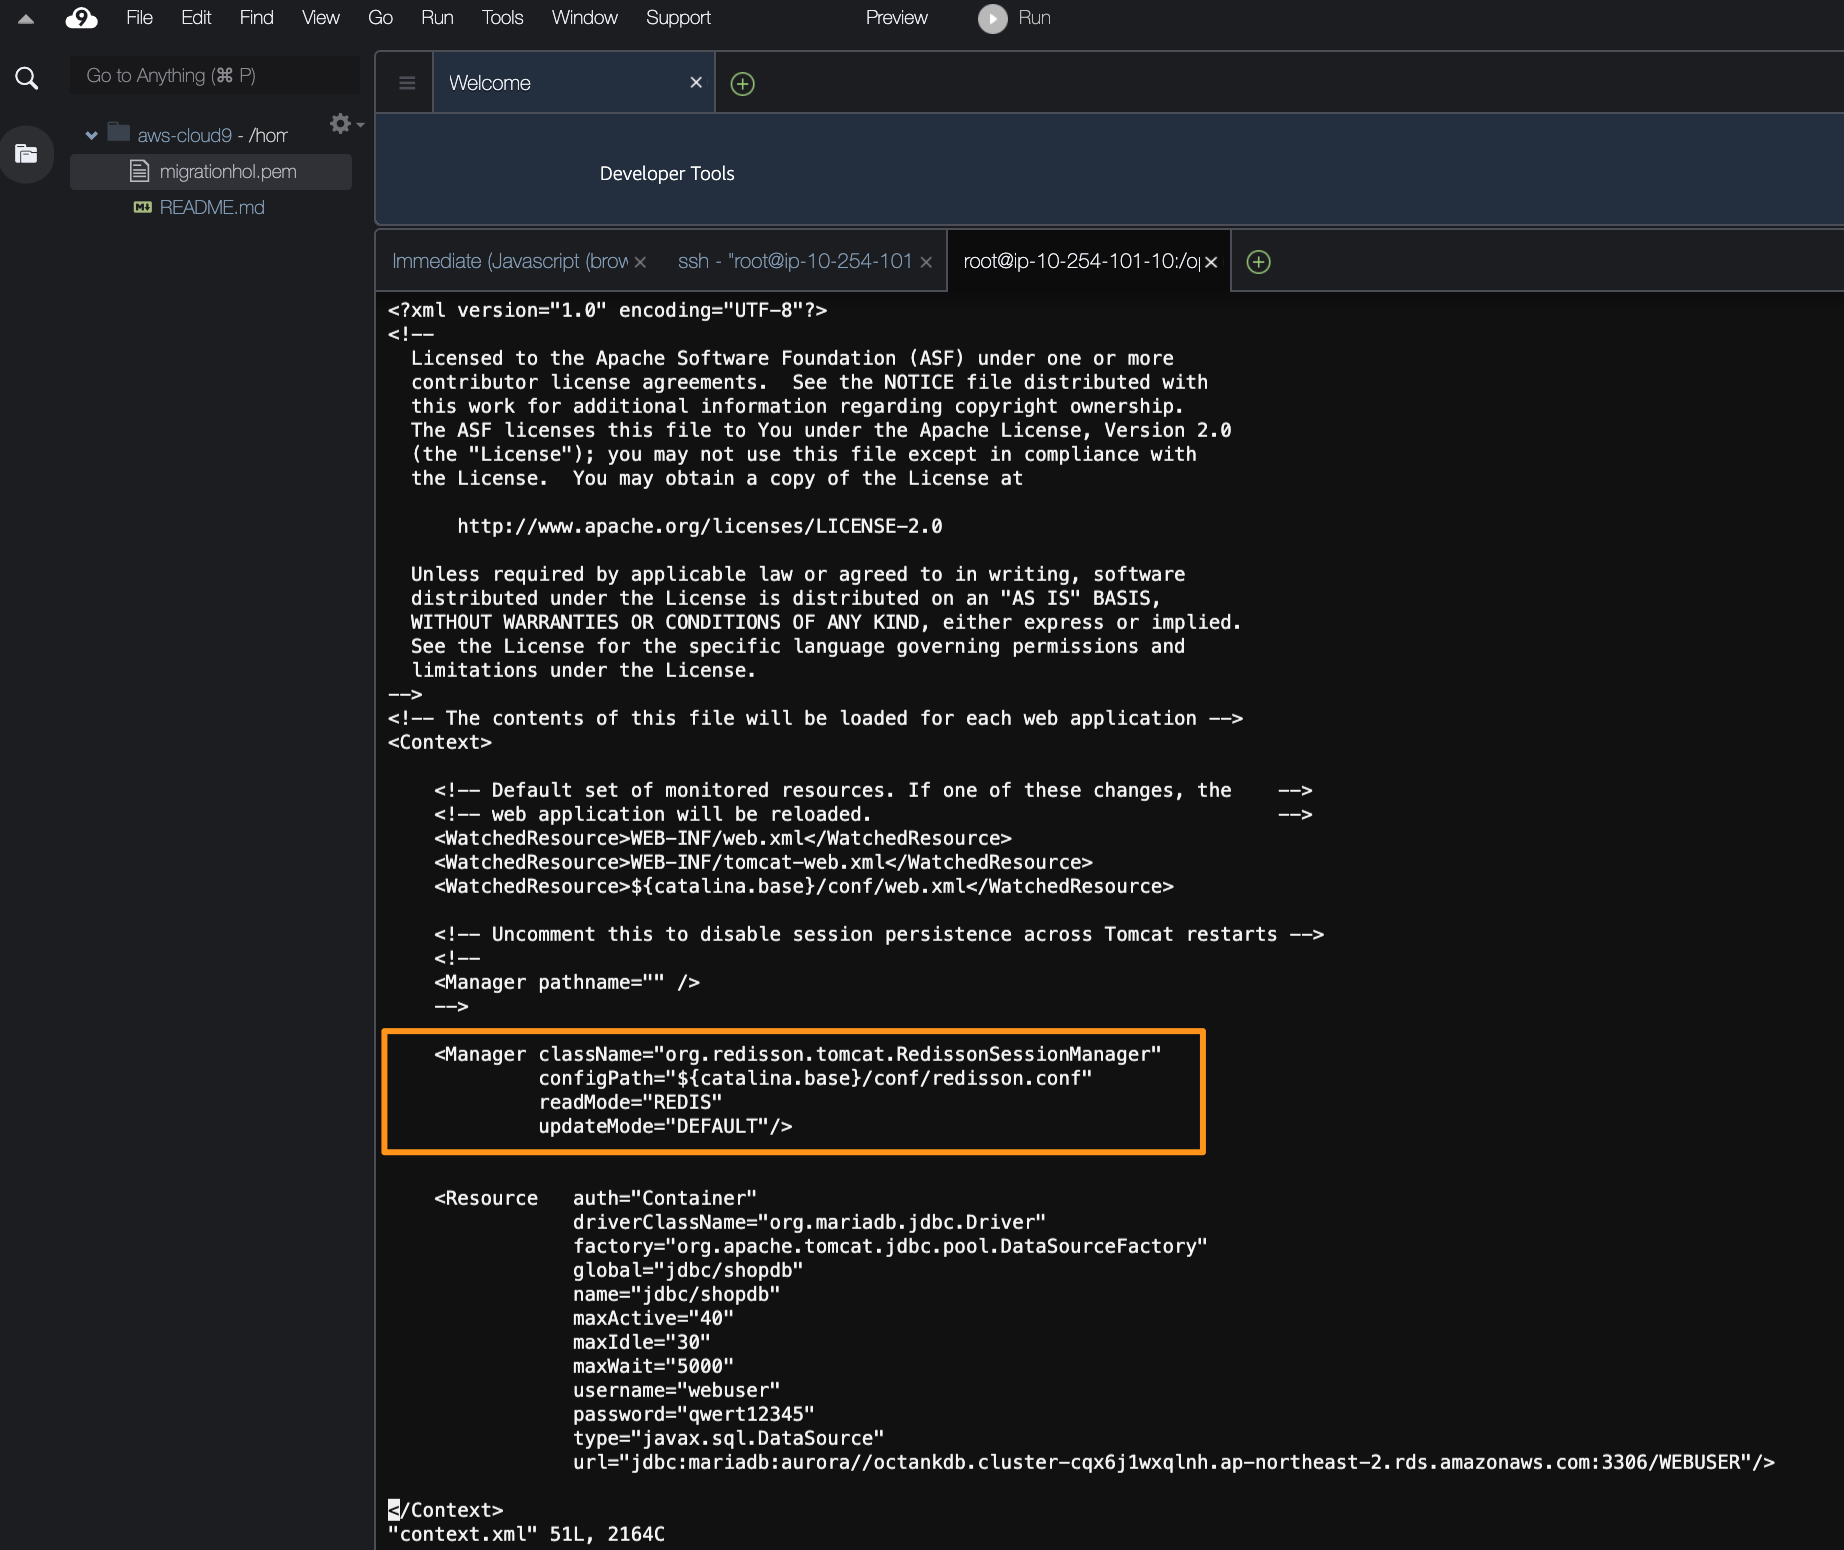 File Edit Find View Go Run Tools Window Support Preview Run
Go to Anything (⌘ P)
Welcome
aws-cloud9 - /hom
migrationhol.pem
README.md
Developer Tools
Immediate (Javascript (brow ssh - "root@ip-10-254-101 root@ip-10-254-101-10:/op
<?xml version="1.0" encoding="UTF-8"?>
<!--
  Licensed to the Apache Software Foundation (ASF) under one or more
  contributor license agreements.  See the NOTICE file distributed with
  this work for additional information regarding copyright ownership.
  The ASF licenses this file to You under the Apache License, Version 2.0
  (the "License"); you may not use this file except in compliance with
  the License.  You may obtain a copy of the License at
      http://www.apache.org/licenses/LICENSE-2.0
  Unless required by applicable law or agreed to in writing, software
  distributed under the License is distributed on an "AS IS" BASIS,
  WITHOUT WARRANTIES OR CONDITIONS OF ANY KIND, either express or implied.
  See the License for the specific language governing permissions and
  limitations under the License.
-->
<!-- The contents of this file will be loaded for each web application -->
<Context>
    <!-- Default set of monitored resources. If one of these changes, the    -->
    <!-- web application will be reloaded.                                   -->
    <WatchedResource>WEB-INF/web.xml</WatchedResource>
    <WatchedResource>WEB-INF/tomcat-web.xml</WatchedResource>
    <WatchedResource>${catalina.base}/conf/web.xml</WatchedResource>
    <!-- Uncomment this to disable session persistence across Tomcat restarts -->
    <!--
    <Manager pathname="" />
    -->
    <Manager className="org.redisson.tomcat.RedissonSessionManager"
             configPath="${catalina.base}/conf/redisson.conf"
             readMode="REDIS"
             updateMode="DEFAULT"/>
    <Resource   auth="Container"
                driverClassName="org.mariadb.jdbc.Driver"
                factory="org.apache.tomcat.jdbc.pool.DataSourceFactory"
                global="jdbc/shopdb"
                name="jdbc/shopdb"
                maxActive="40"
                maxIdle="30"
                maxWait="5000"
                username="webuser"
                password="qwert12345"
                type="javax.sql.DataSource"
                url="jdbc:mariadb:aurora//octankdb.cluster-cqx6j1wxqlnh.ap-northeast-2.rds.amazonaws.com:3306/WEBUSER"/>
</Context>
"context.xml" 51L, 2164C